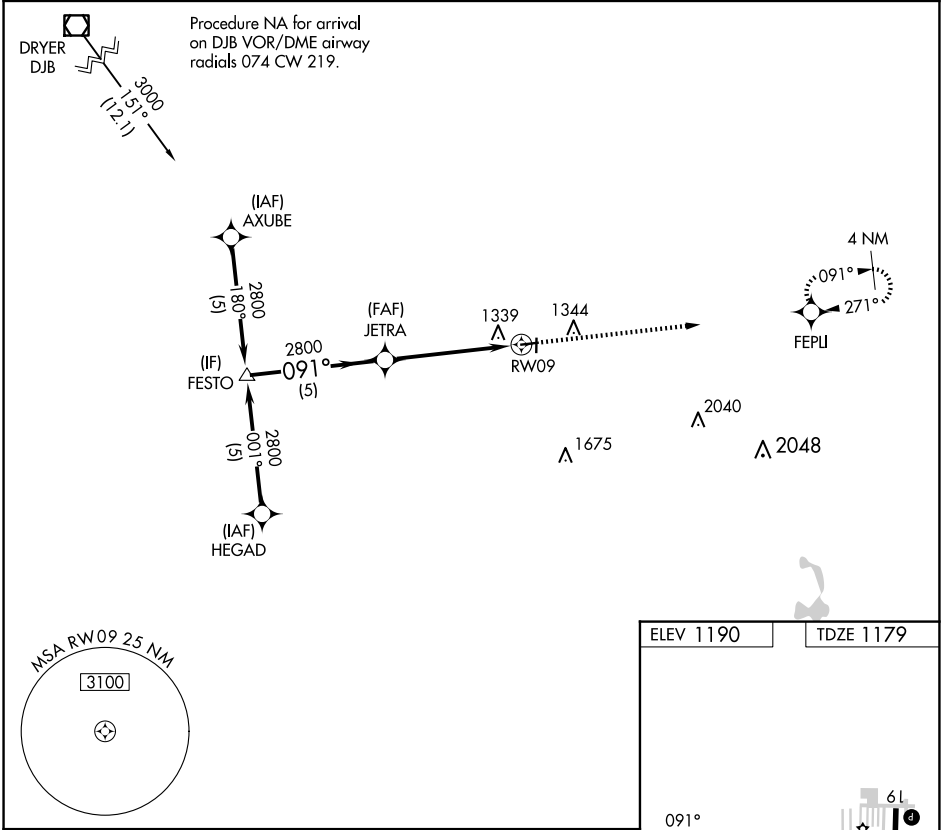 Procedure NA for arrival
on DJB VOR/DME airway
radials 074 CW 219.
DRYER
DJB
3000
151°
(12.1)
(IAF)
AXUBE
2800
180°
(5)
4 NM
091°
271°
FEPLI
(FAF)
JETRA
1339
1344
RW09
(IF)
FESTO
2800
091°
(5)
2040
1675
2048
2800
001°
(5)
(IAF)
HEGAD
MSA RW09 25 NM
3100
ELEV 1190
TDZE 1179
091°
19
P